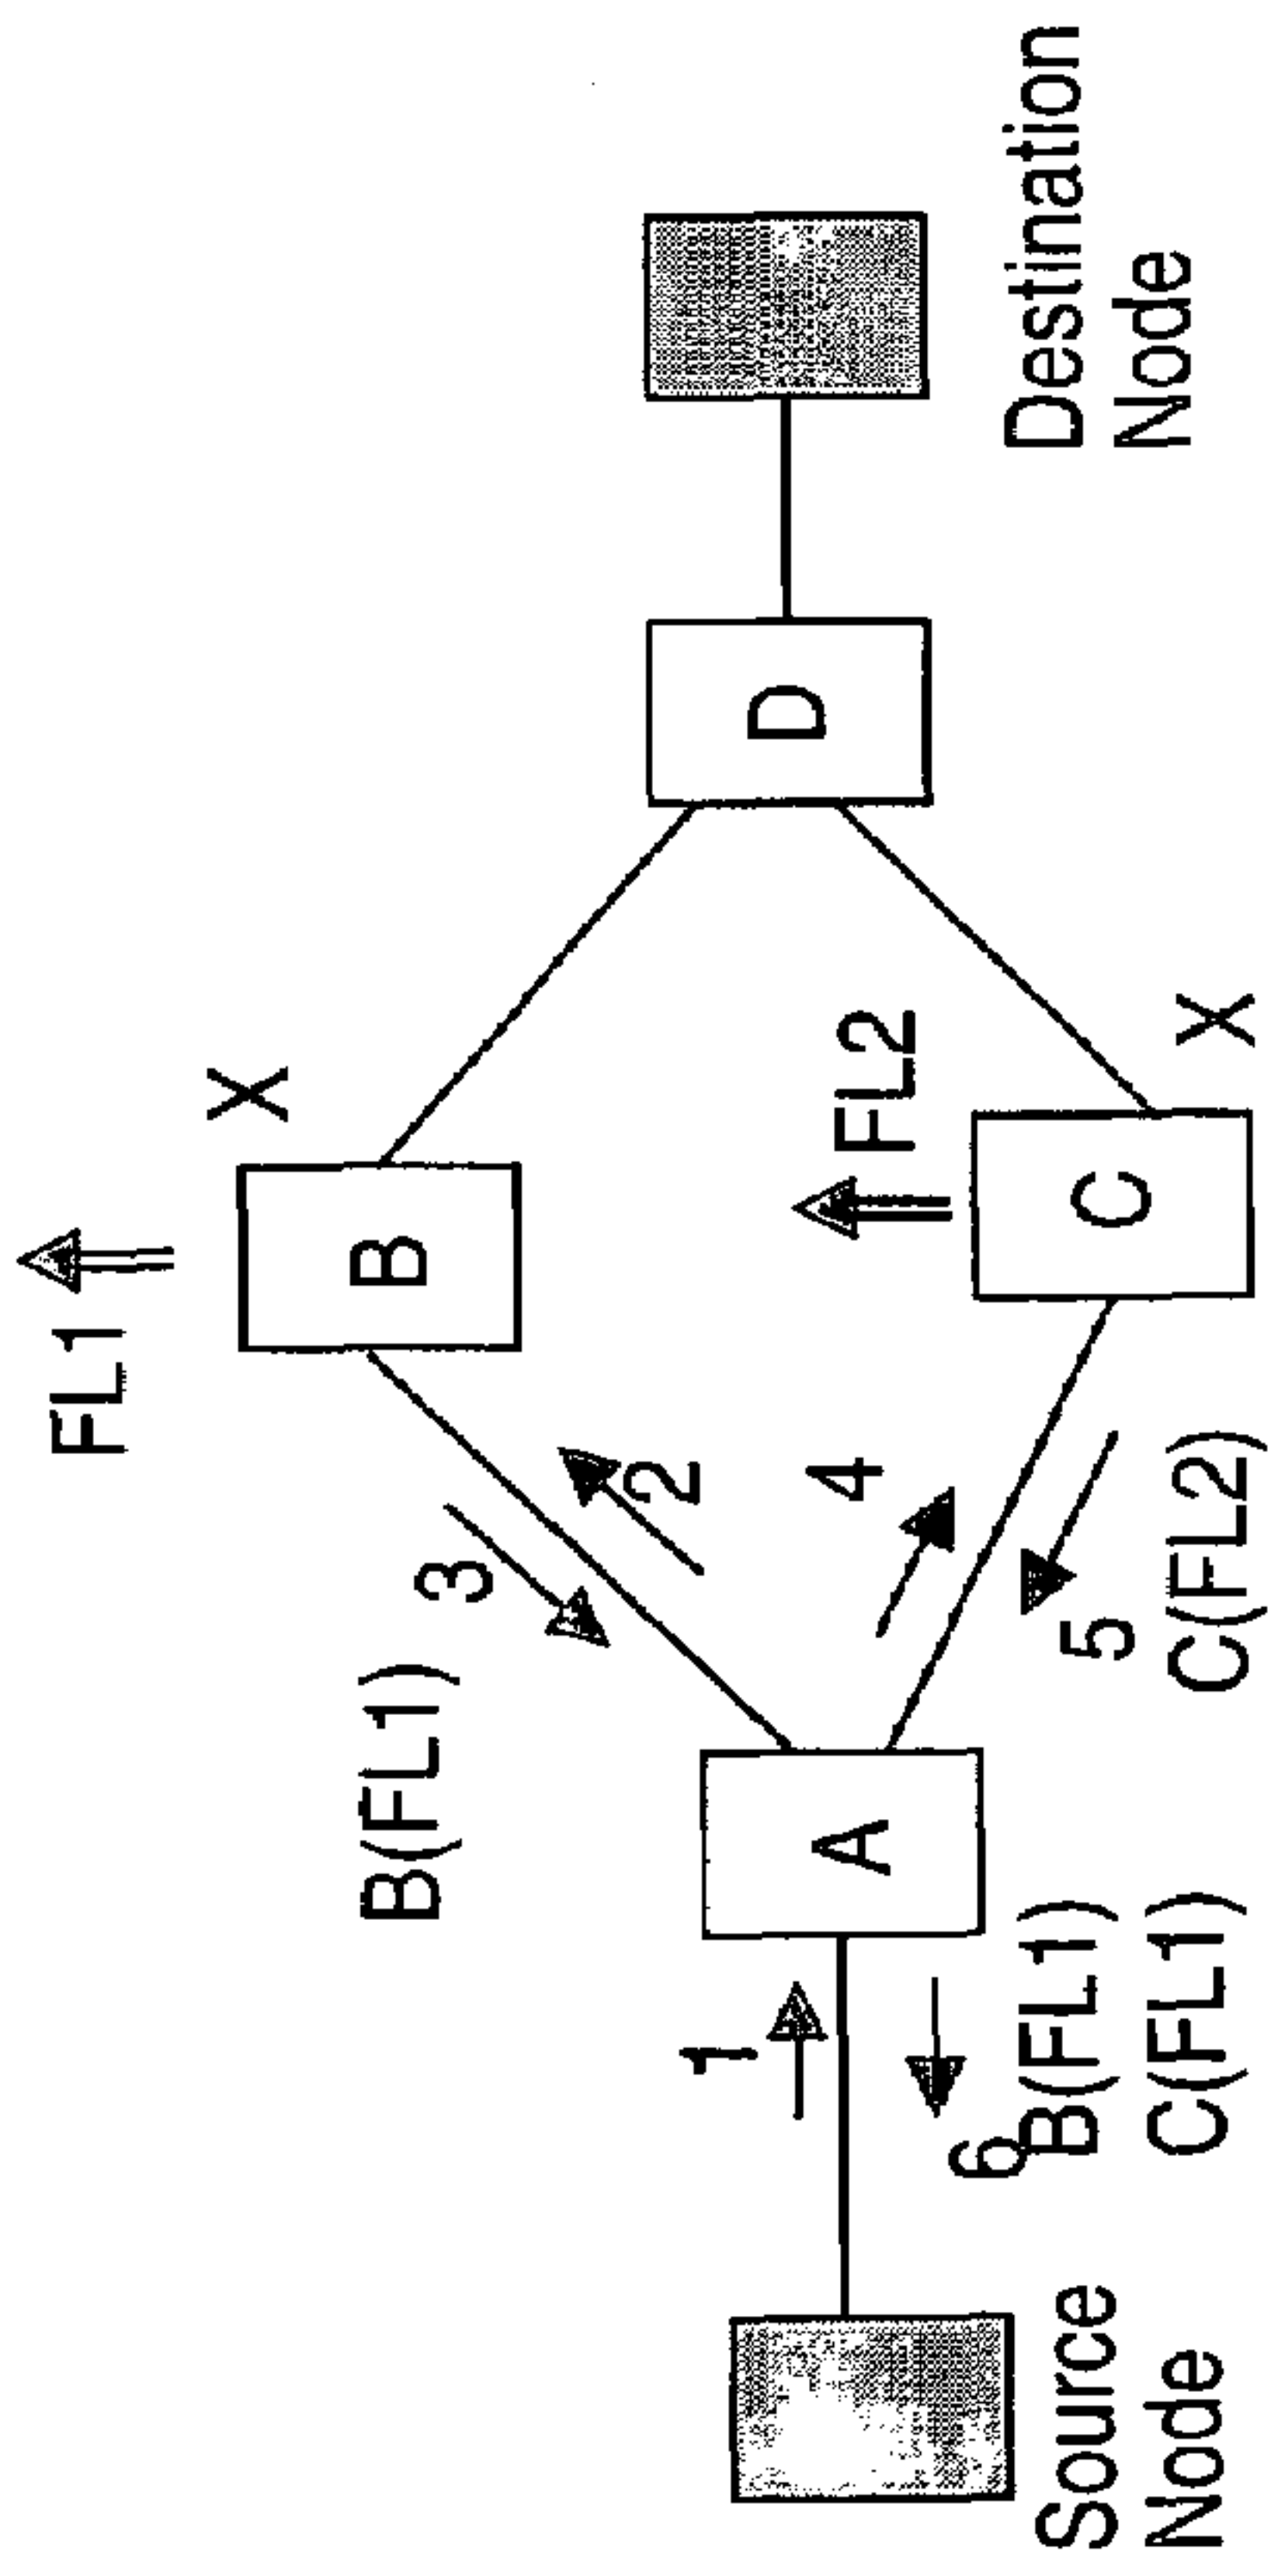 FL1
X
B
B(FL1)
3
2
FL2
4
1
A
D
5
C
X
C(FL2)
6
B(FL1)
C(FL1)
Source
Node
Destination
Node